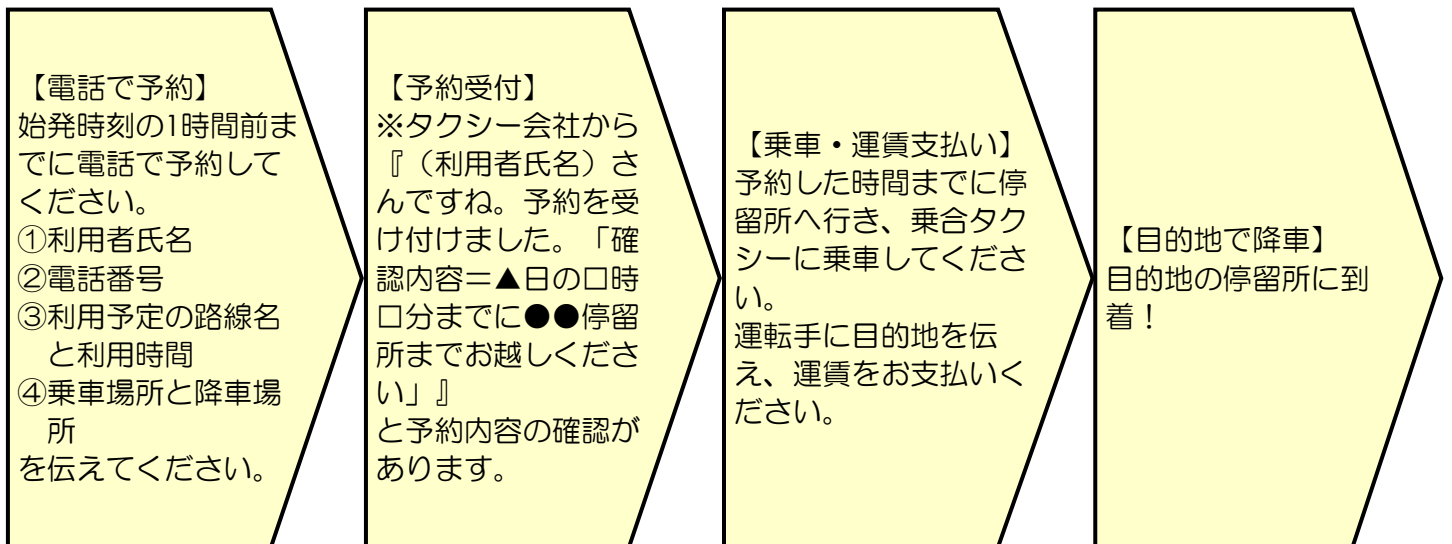 【電話で予約】
始発時刻の1時間前ま
でに電話で予約して
ください。
①利用者氏名
②電話番号
③利用予定の路線名
と利用時間
④乗車場所と降車場
所
を伝えてください。
【予約受付】
※タクシー会社から
『（利用者氏名）さ
んですね。予約を受
け付けました。「確
認内容＝▲日の□時
□分までに●●停留
所までお越しくださ
い」』
と予約内容の確認が
あります。
【乗車・運賃支払い】
予約した時間までに停
留所へ行き、乗合タク
シーに乗車してくださ
い。
運転手に目的地を伝
え、運賃をお支払いく
ださい。
【目的地で降車】
目的地の停留所に到
着！